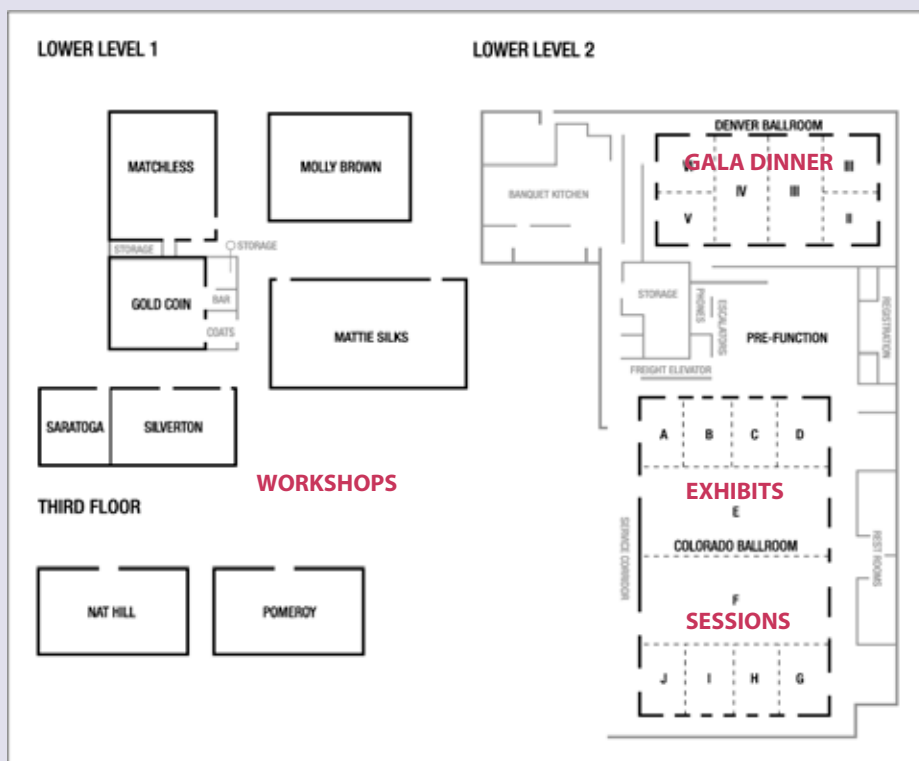 LOWER LEVEL 1
MATCHLESS
MOLLY BROWN
STORAGE
STORAGE
GOLD COIN
BAR
COATS
MATTIE SILKS
SARATOGA
SILVERTON
WORKSHOPS
THIRD FLOOR
NAT HILL
POMEROY
LOWER LEVEL 2
DENVER BALLROOM
GALA DINNER
III
IV
III
V
II
BANQUET KITCHEN
STORAGE
PHONES
ESCALATORS
PRE-FUNCTION
REGISTRATION
FREIGHT ELEVATOR
A
B
C
D
EXHIBITS
E
SERVICE CORRIDOR
COLORADO BALLROOM
REST ROOMS
F
SESSIONS
J
I
H
G